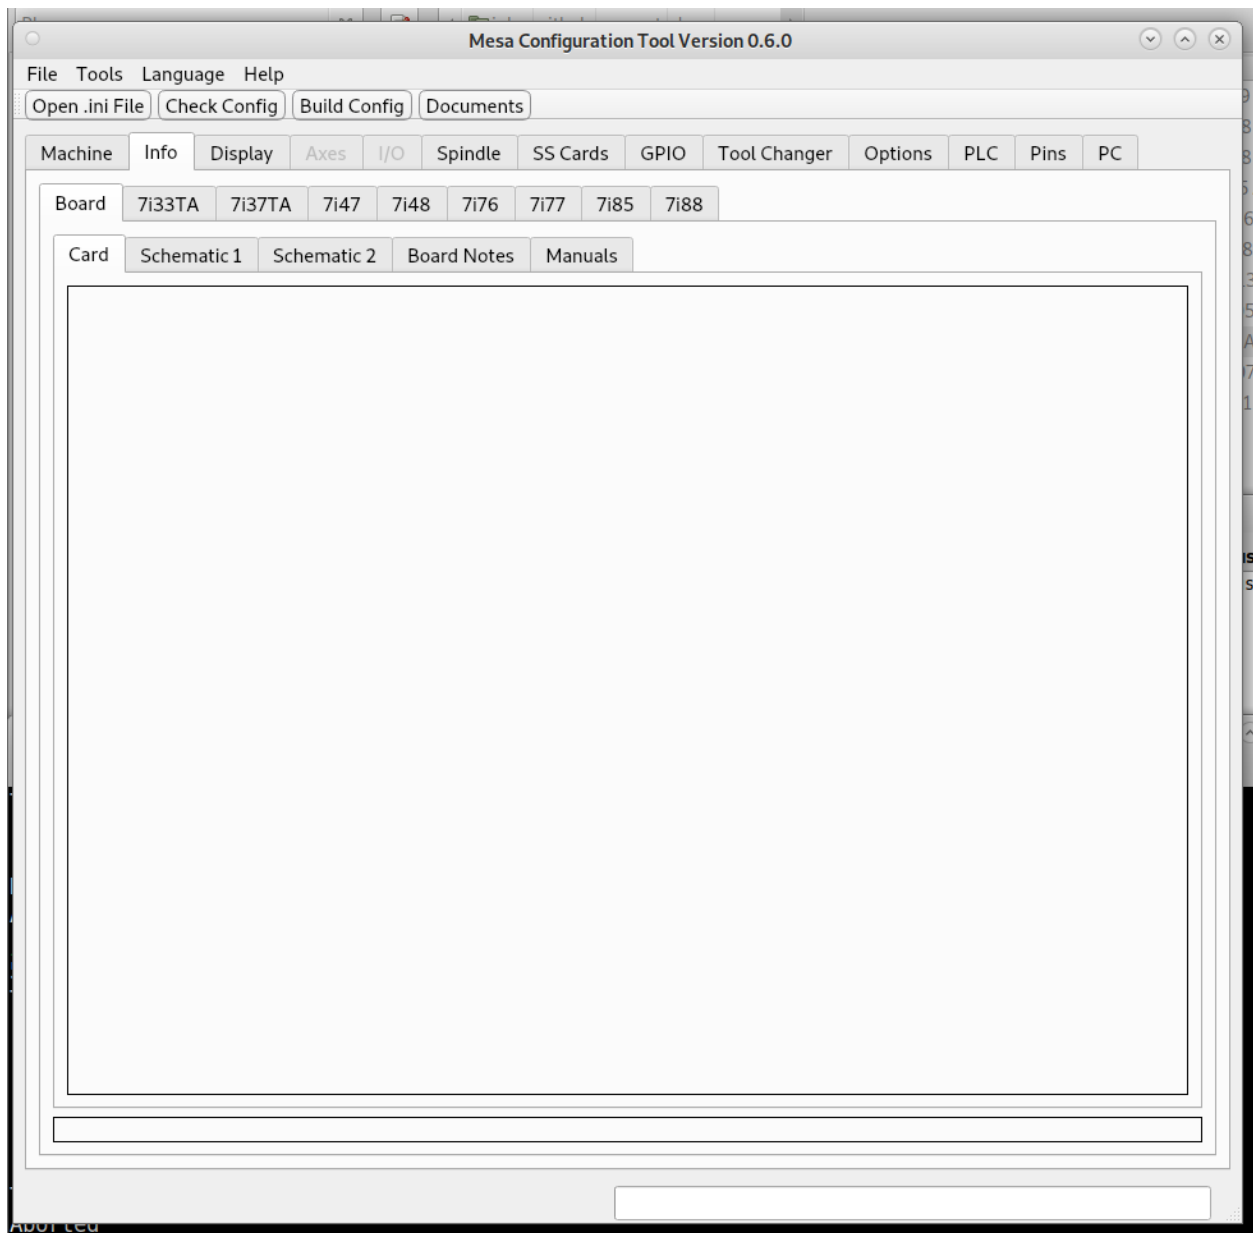 Mesa Configuration Tool Version 0.6.0
File Tools Language Help
Open .ini File Check Config Build Config Documents
Machine Info Display Axes I/O Spindle SS Cards GPIO Tool Changer Options PLC Pins PC
Board 7i33TA 7i37TA 7i47 7i48 7i76 7i77 7i85 7i88
Card Schematic 1 Schematic 2 Board Notes Manuals
Aborted